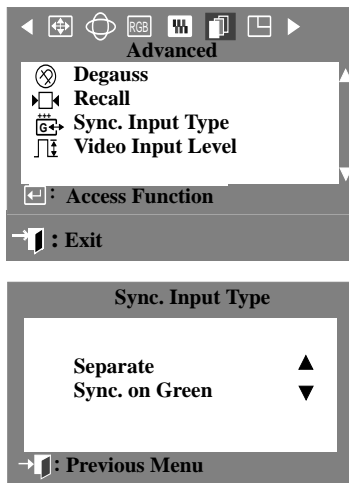 RGB
Advanced
Degauss
Recall
G Sync. Input Type
Video Input Level
: Access Function
: Exit
Sync. Input Type
Separate
Sync. on Green
: Previous Menu